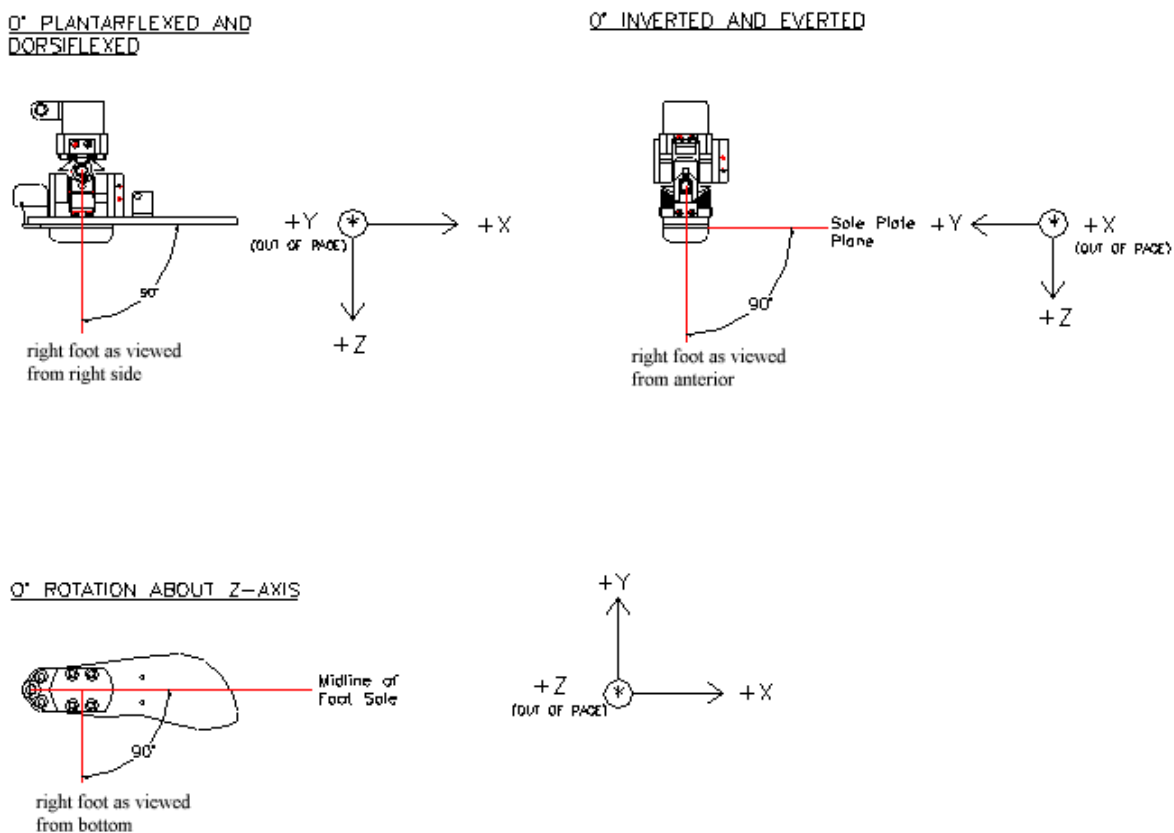 0° PLANTARFLEXED AND
DORSIFLEXED
+Y
(OUT OF PAGE)
+X
+Z
90°
right foot as viewed
from right side
0° INVERTED AND EVERTED
Sole Plate
Plane
+Y
+X
(OUT OF PAGE)
+Z
90°
right foot as viewed
from anterior
0° ROTATION ABOUT Z-AXIS
Midline of
Foot Sole
90°
right foot as viewed
from bottom
+Y
+Z
(OUT OF PAGE)
+X